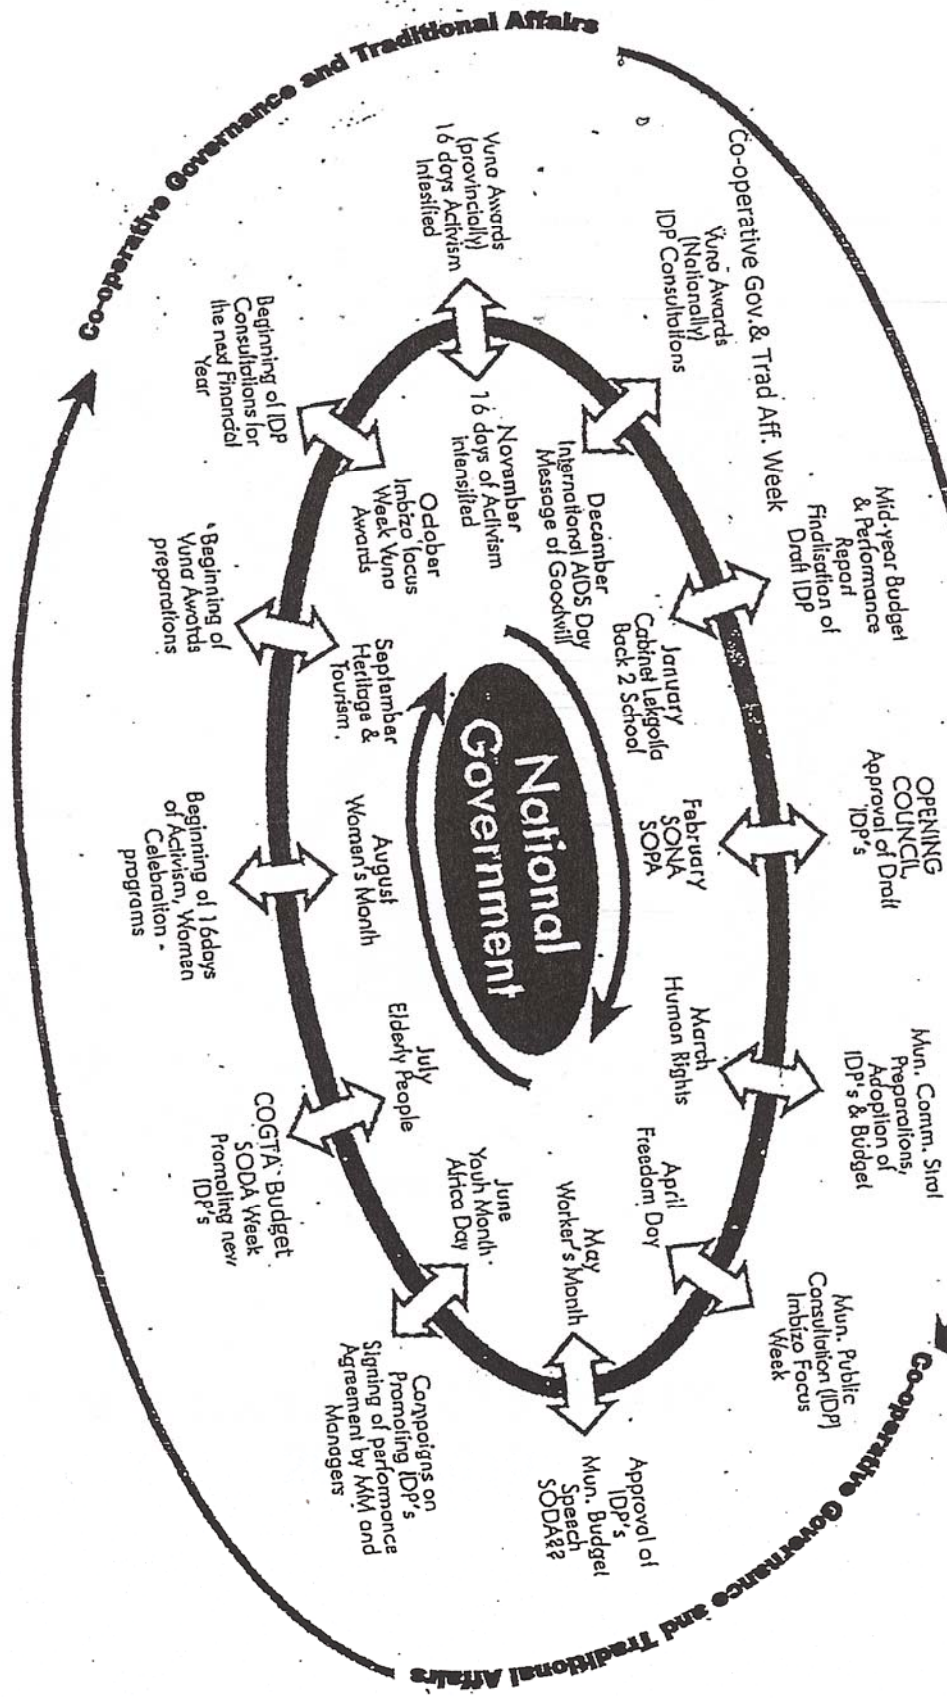 Co-operative Governance and Traditional Affairs
Co-operative Gov.& Trad Aff. Week
Vuna Awards
(Nationally)
IDP Consultations
Mid-year Budget
& Performance
Report
Finalisation of
Draft IDP
OPENING
COUNCIL,
Approval of Draft
IDP's
Mun. Comm. Strat
Preparations,
Adoption of
IDP's & Budget
Mun. Public
Consultation (IDP)
Imbizo Focus
Week
Approval of
IDP's
Mun. Budget
Speech
SODA??
Campaigns on
Promoting IDP's
Signing of performance
Agreement by MM and
Managers
COGTA Budget
SODA Week
Promoting new
IDP's
Beginning of 16days
of Activism, Women
Celebration -
programs
Beginning of
Vuna Awards
preparations
Beginning of IDP
Consultations for
the next Financial
Year
Vuna Awards
(provincially)
16 days Activism
Intesified
December
International AIDS Day
Message of Goodwill
January
Cabinet Lekgotla
Back 2 School
February
SONA
SOPA
March
Human Rights
April
Freedom Day
May
Worker's Month
June
Youh Month
Africa Day
July
Elderly People
August
Women's Month
September
Heritage &
Tourism
October
Imbizo focus
Week Vuna
Awards
November
16 days of Activism
intensified
National
Government
Co-operative Governance and Traditional Affairs